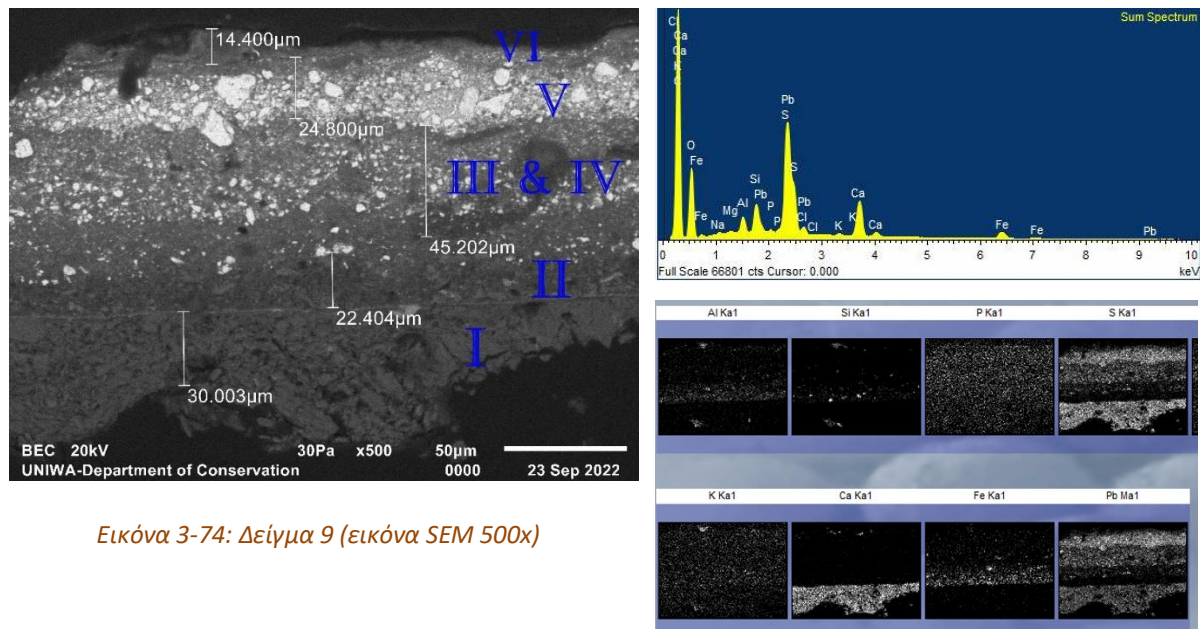 14.400µm
VI
V
24.800µm
III & IV
45.202µm
II
22.404µm
I
30.003µm
BEC 20kV 30Pa x500 50µm
UNIWA-Department of Conservation 0000 23 Sep 2022
Εικόνα 3-74: Δείγμα 9 (εικόνα SEM 500x)
Sum Spectrum
Ca
Ca
K
O
Fe
Fe
Na
Mg
Al
Si
Pb
P
P
Pb
S
S
Pb
Cl
Cl
K
K
Ca
Ca
Fe
Fe
Pb
0 1 2 3 4 5 6 7 8 9 10
Full Scale 66801 cts Cursor: 0.000 keV
Al Ka1 Si Ka1 P Ka1 S Ka1
K Ka1 Ca Ka1 Fe Ka1 Pb Ma1